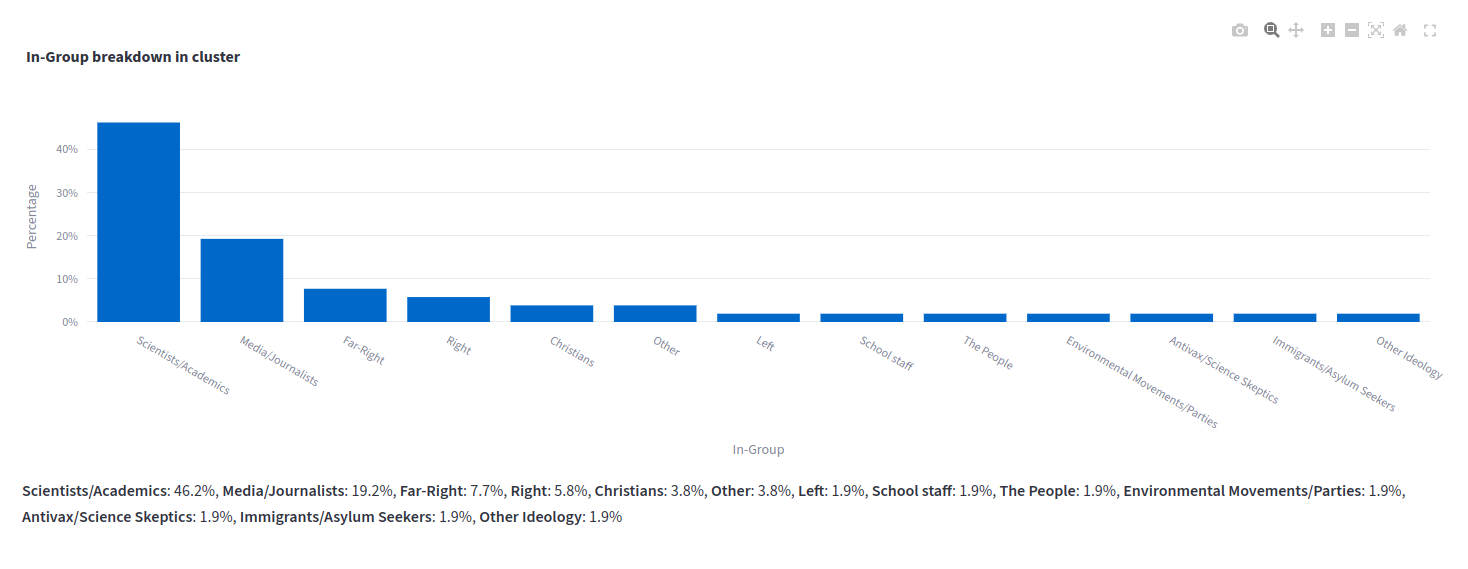 In-Group breakdown in cluster
40%
30%
20%
10%
0%
Percentage
Scientists/Academics
Media/Journalists
Far-Right
Right
Christians
Other
Left
School staff
The People
Environmental Movements/Parties
Antivax/Science Skeptics
Immigrants/Asylum Seekers
Other Ideology
In-Group
Scientists/Academics: 46.2%, Media/Journalists: 19.2%, Far-Right: 7.7%, Right: 5.8%, Christians: 3.8%, Other: 3.8%, Left: 1.9%, School staff: 1.9%, The People: 1.9%, Environmental Movements/Parties: 1.9%,
Antivax/Science Skeptics: 1.9%, Immigrants/Asylum Seekers: 1.9%, Other Ideology: 1.9%